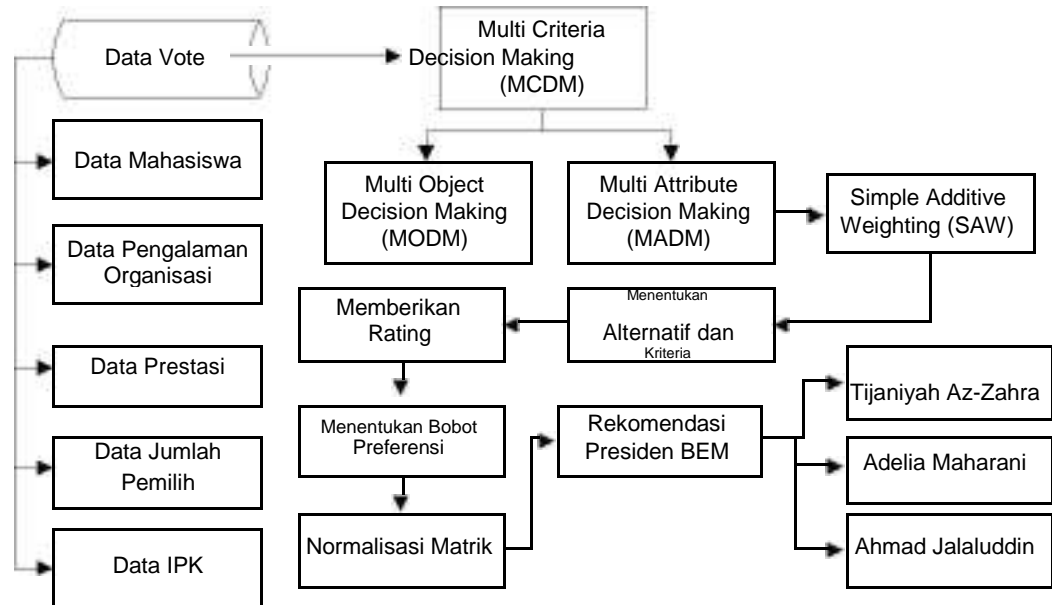 Data Vote
Multi Criteria
Decision Making
(MCDM)
Data Mahasiswa
Multi Object
Decision Making
(MODM)
Multi Attribute
Decision Making
(MADM)
Simple Additive
Weighting (SAW)
Data Pengalaman
Organisasi
Memberikan
Rating
Menentukan
Alternatif dan
Kriteria
Data Prestasi
Tijaniyah Az-Zahra
Menentukan Bobot
Preferensi
Rekomendasi
Presiden BEM
Data Jumlah
Pemilih
Adelia Maharani
Normalisasi Matrik
Ahmad Jalaluddin
Data IPK